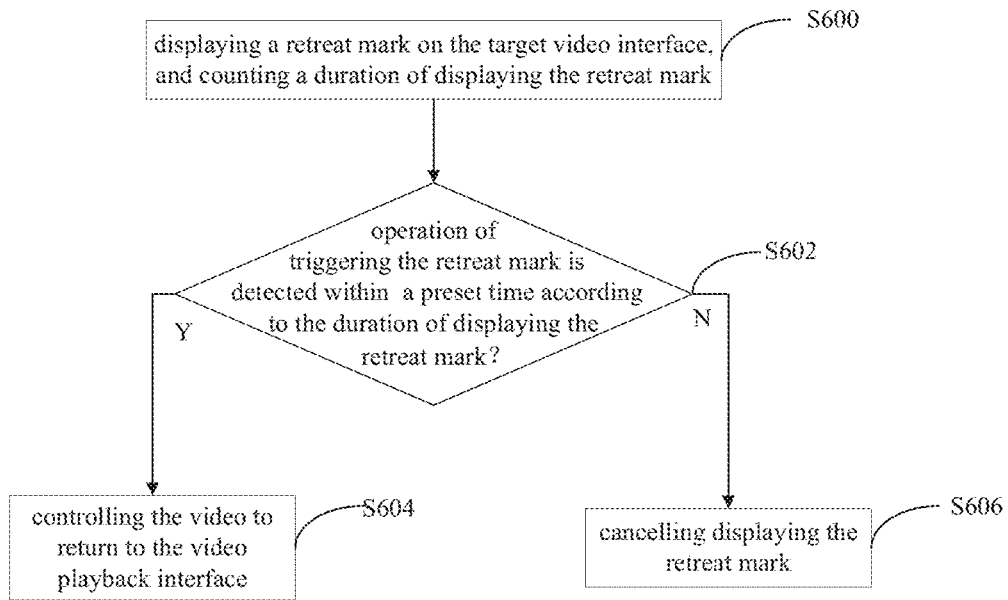 S600
displaying a retreat mark on the target video interface,
and counting a duration of displaying the retreat mark
operation of
triggering the retreat mark is
detected within a preset time according
to the duration of displaying the
retreat mark?
S602
Y
N
controlling the video to
return to the video
playback interface
S604
cancelling displaying the
retreat mark
S606